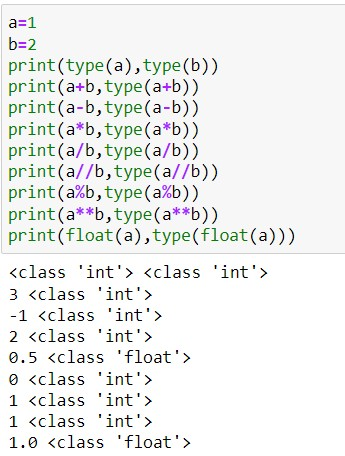 a=1
b=2
print(type(a),type(b))
print(a+b,type(a+b))
print(a-b,type(a-b))
print(a*b,type(a*b))
print(a/b,type(a/b))
print(a//b,type(a//b))
print(a%b,type(a%b))
print(a**b,type(a**b))
print(float(a),type(float(a)))
<class 'int'> <class 'int'>
3 <class 'int'>
-1 <class 'int'>
2 <class 'int'>
0.5 <class 'float'>
0 <class 'int'>
1 <class 'int'>
1 <class 'int'>
1.0 <class 'float'>